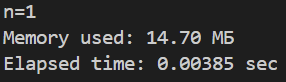 n=1
Memory used: 14.70 МБ
Elapsed time: 0.00385 sec